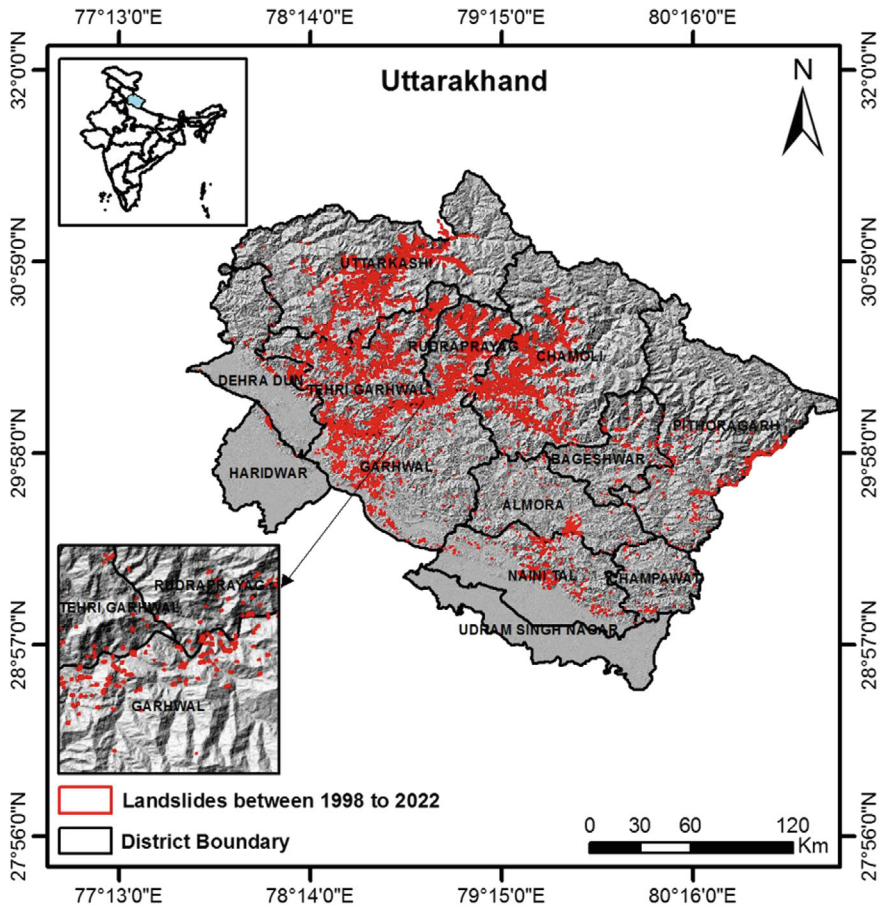 77°13'0"E 78°14'0"E 79°15'0"E 80°16'0"E
32°0'0"N
30°59'0"N
29°58'0"N
28°57'0"N
27°56'0"N
Uttarakhand
N
32°0'0"N
30°59'0"N
29°58'0"N
28°57'0"N
27°56'0"N
UTTARKASHI
RUDRAPRAYAG
CHAMOLI
DEHRA DUN
TEHRI GARHWAL
PITHORAGARH
HARIDWAR
GARHWAL
BAGESHWAR
ALMORA
NAINI TAL
CHAMPAWAT
UDRAM SINGH NAGAR
RUDRAPRAYAG
TEHRI GARHWAL
GARHWAL
Landslides between 1998 to 2022
District Boundary
0 30 60 120
Km
77°13'0"E 78°14'0"E 79°15'0"E 80°16'0"E